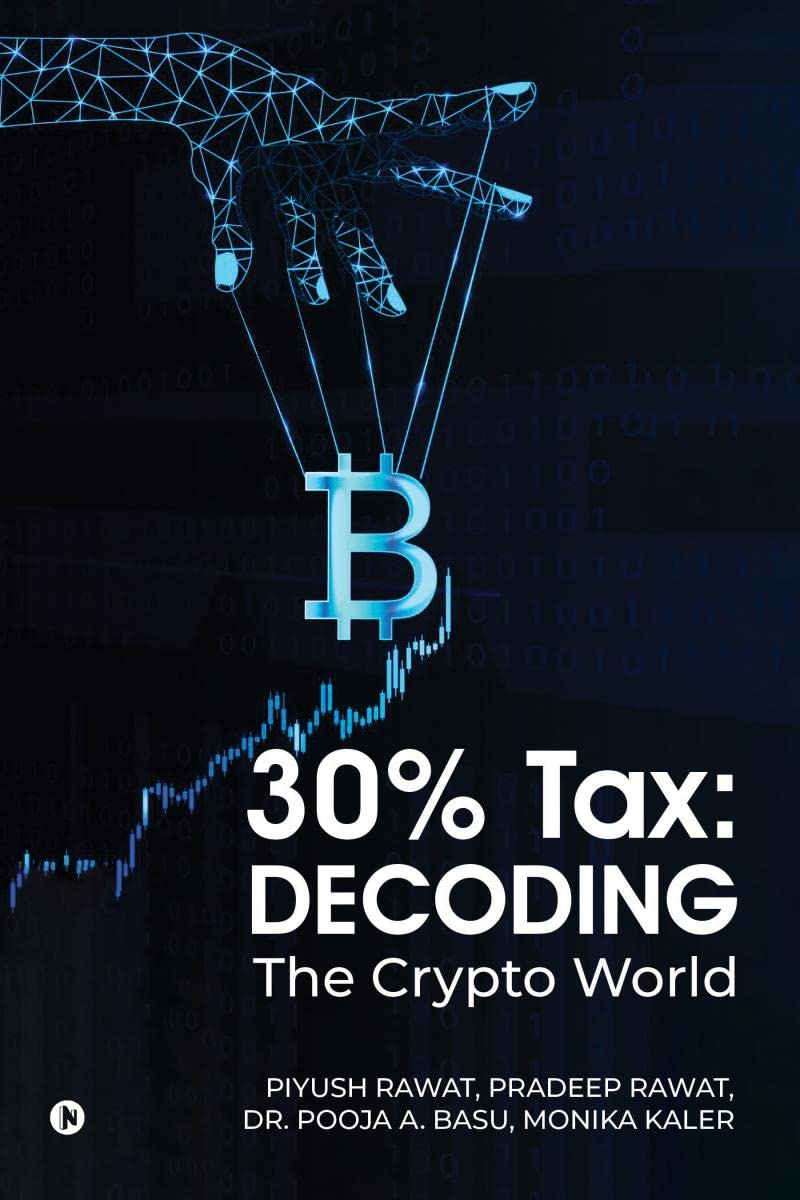 30% Tax:
DECODING
The Crypto World
PIYUSH RAWAT, PRADEEP RAWAT,
DR. POOJA A. BASU, MONIKA KALER
N